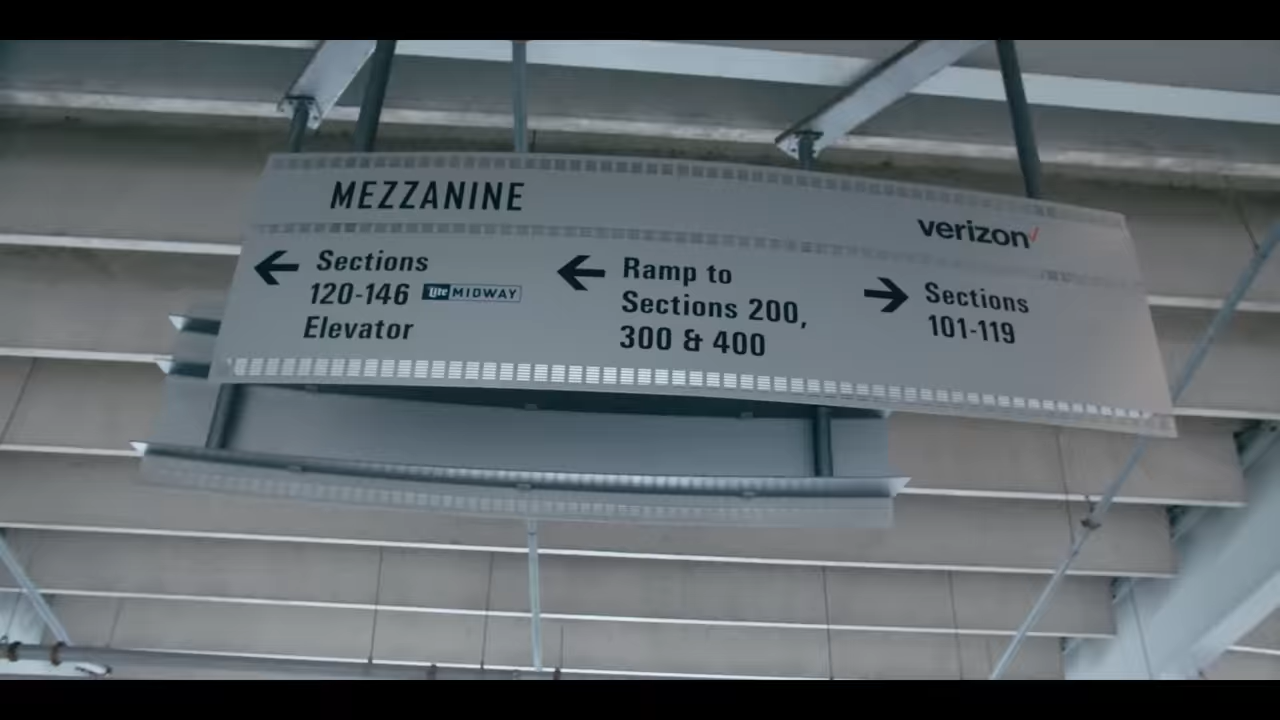 MEZZANINE
verizon
← Sections
120-146 Lite MIDWAY
Elevator
← Ramp to
Sections 200,
300 & 400
→ Sections
101-119